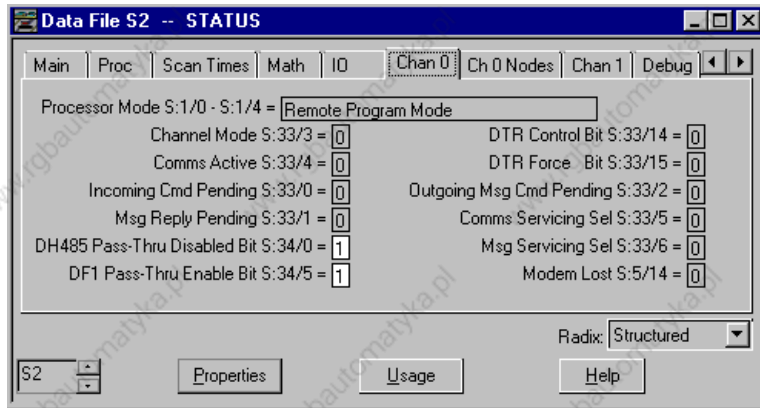 Data File S2 -- STATUS
Main Proc Scan Times Math IO Chan 0 Ch 0 Nodes Chan 1 Debug
Processor Mode S:1/0 - S:1/4 = Remote Program Mode
Channel Mode S:33/3 = 0 DTR Control Bit S:33/14 = 0
Comms Active S:33/4 = 0 DTR Force Bit S:33/15 = 0
Incoming Cmd Pending S:33/0 = 0 Outgoing Msg Cmd Pending S:33/2 = 0
Msg Reply Pending S:33/1 = 0 Comms Servicing Sel S:33/5 = 0
DH485 Pass-Thru Disabled Bit S:34/0 = 1 Msg Servicing Sel S:33/6 = 0
DF1 Pass-Thru Enable Bit S:34/5 = 1 Modem Lost S:5/14 = 0
Radix: Structured
S2 Properties Usage Help
www.rgbautomatyka.pl